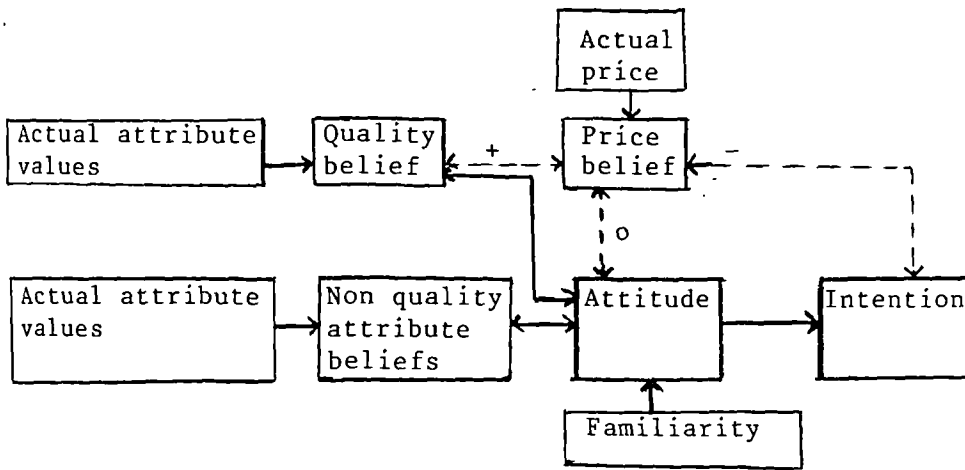 Actual
price
Actual attribute
values
Quality
belief
+
Price
belief
-
o
Actual attribute
values
Non quality
attribute
beliefs
Attitude
Intention
Familiarity